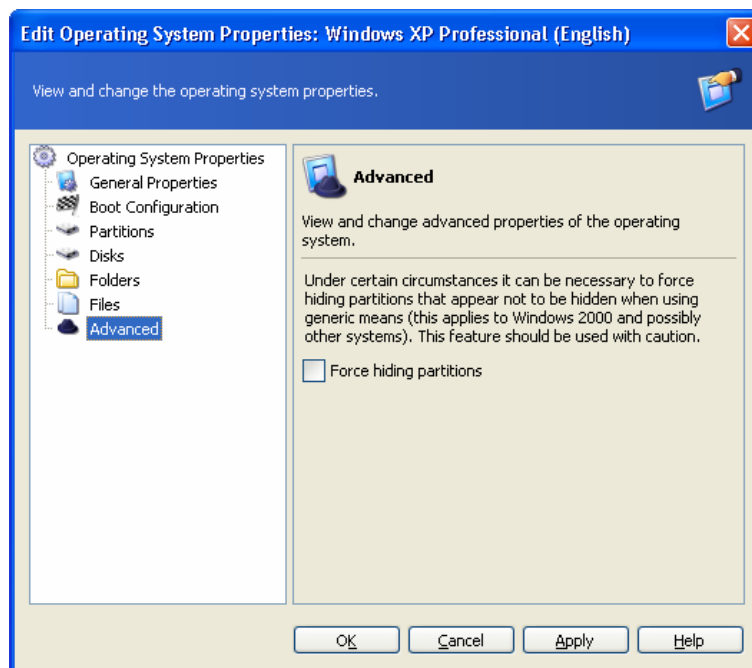 Edit Operating System Properties: Windows XP Professional (English)
View and change the operating system properties.
Operating System Properties
General Properties
Boot Configuration
Partitions
Disks
Folders
Files
Advanced
Advanced
View and change advanced properties of the operating
system.
Under certain circumstances it can be necessary to force
hiding partitions that appear not to be hidden when using
generic means (this applies to Windows 2000 and possibly
other systems). This feature should be used with caution.
Force hiding partitions
OK
Cancel
Apply
Help